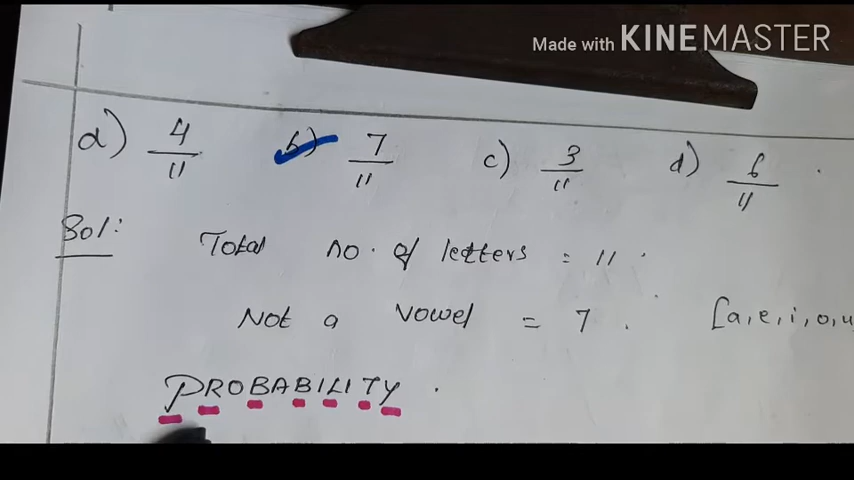 Made with KINEMASTER
a) 4/11 b) 7/11 c) 3/11 d) 6/11 .
Sol:
Total no. of letters = 11 .
Not a vowel = 7 . [a, e, i, o, u
PROBABILITY .